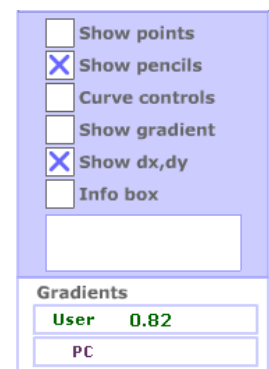 Show points
Show pencils
Curve controls
Show gradient
Show dx,dy
Info box
Gradients
User 0.82
PC